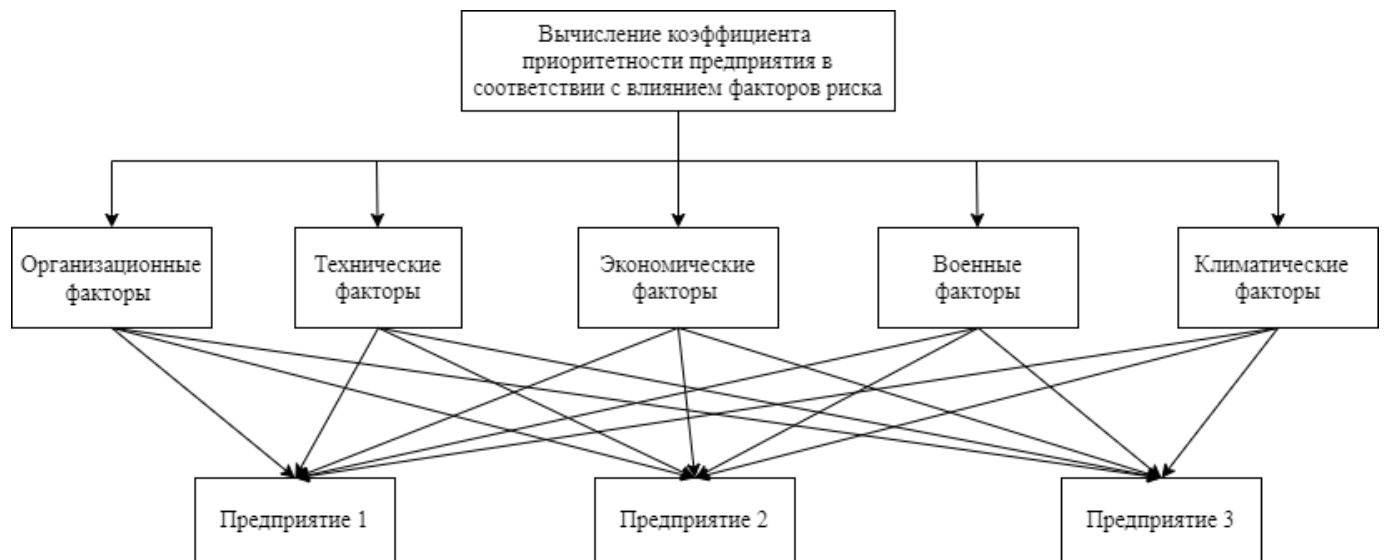 Вычисление коэффициента
приоритетности предприятия в
соответствии с влиянием факторов риска
Организационные
факторы
Технические
факторы
Экономические
факторы
Военные
факторы
Климатические
факторы
Предприятие 1
Предприятие 2
Предприятие 3